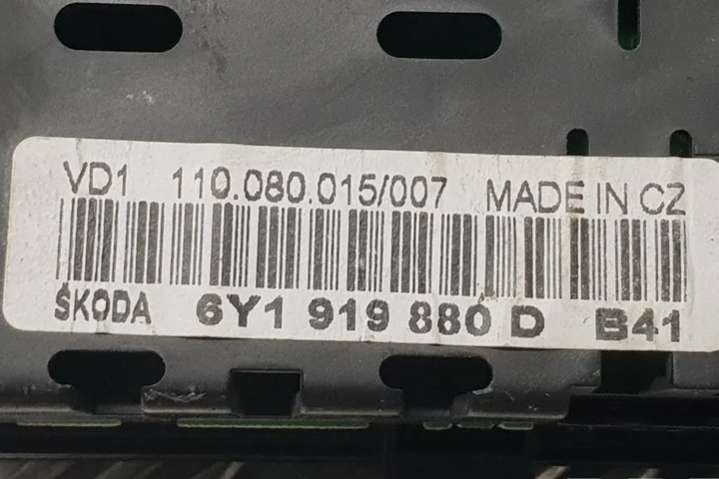 VD1 110.080.015/007 MADE IN CZ
ŠKODA 6Y1 919 880 D B41